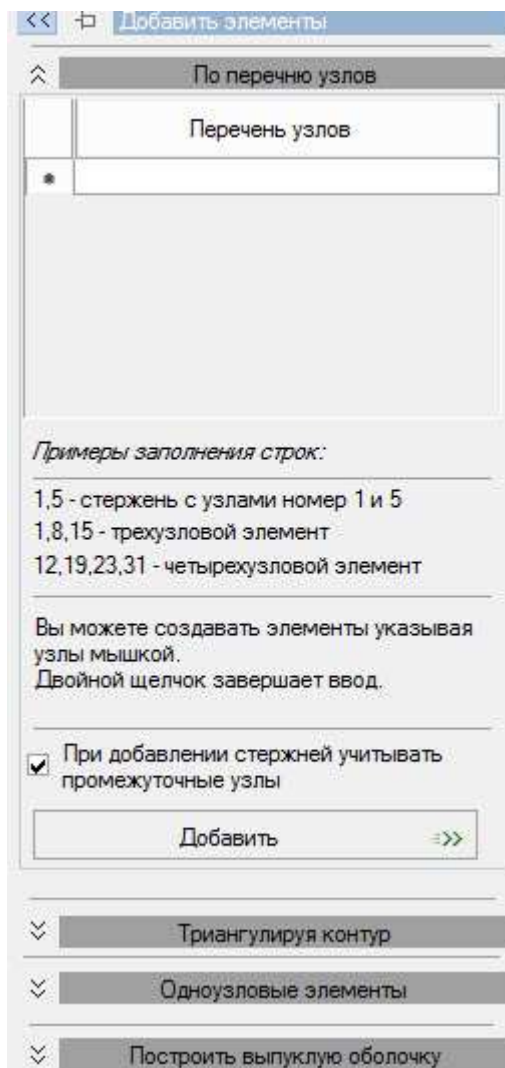 Добавить элементы
По перечню узлов
Перечень узлов
Примеры заполнения строк:
1,5 - стержень с узлами номер 1 и 5
1,8,15 - трехузловой элемент
12,19,23,31 - четырехузловой элемент
Вы можете создавать элементы указывая
узлы мышкой.
Двойной щелчок завершает ввод.
При добавлении стержней учитывать
промежуточные узлы
Добавить
Триангулируя контур
Одноузловые элементы
Построить выпуклую оболочку